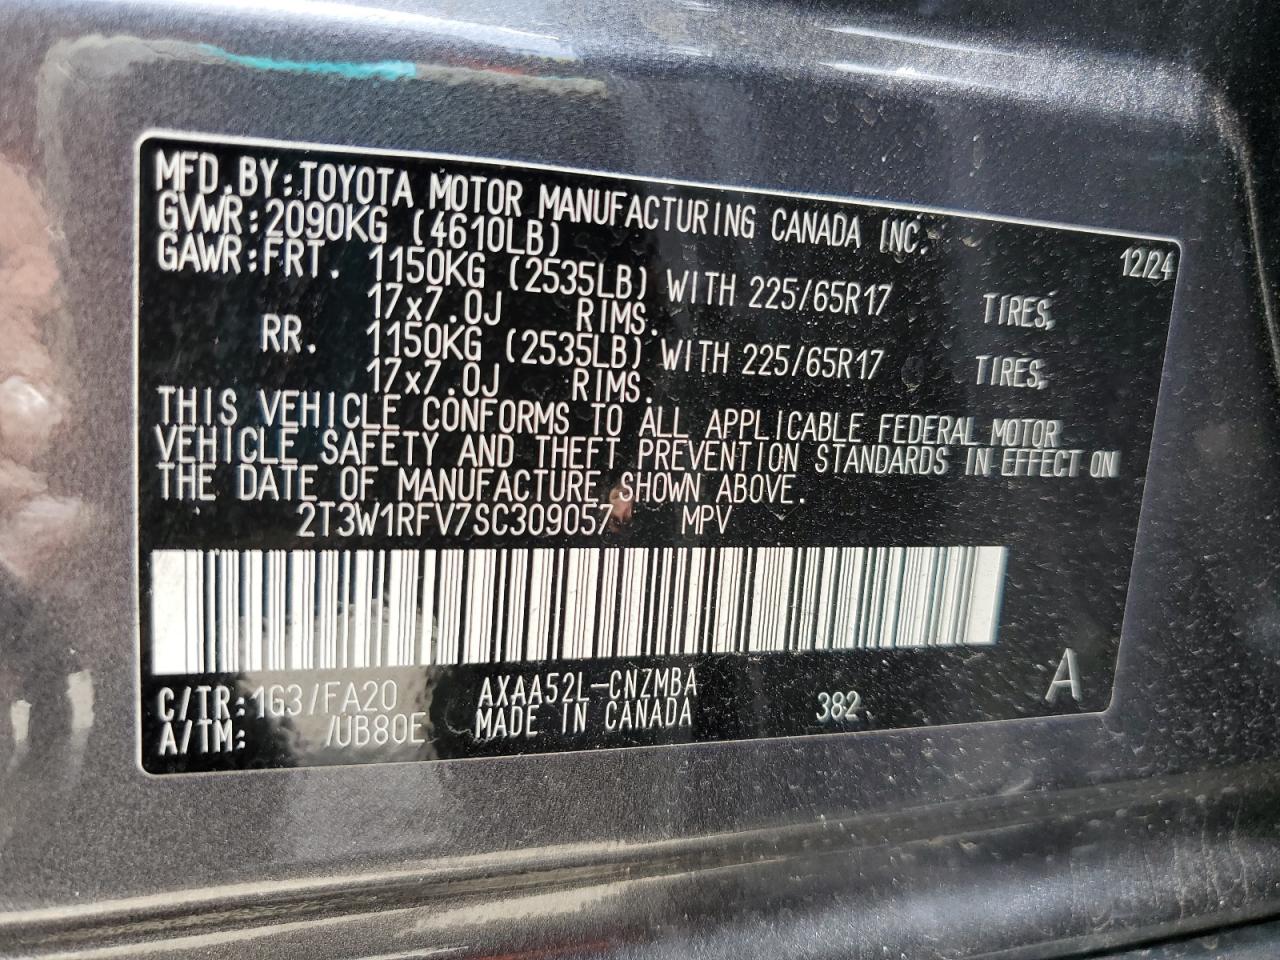 MFD.BY:TOYOTA MOTOR MANUFACTURING CANADA INC.
GVWR:2090KG (4610LB) 12/24
GAWR:FRT. 1150KG (2535LB) WITH 225/65R17 TIRES,
17x7.0J RIMS.
RR. 1150KG (2535LB) WITH 225/65R17 TIRES,
17x7.0J RIMS.
THIS VEHICLE CONFORMS TO ALL APPLICABLE FEDERAL MOTOR
VEHICLE SAFETY AND THEFT PREVENTION STANDARDS IN EFFECT ON
THE DATE OF MANUFACTURE SHOWN ABOVE.
2T3W1RFV7SC309057 MPV
C/TR:1G3/FA20 AXAA52L-CNZMBA
A/TM: /UB80E MADE IN CANADA 382 A